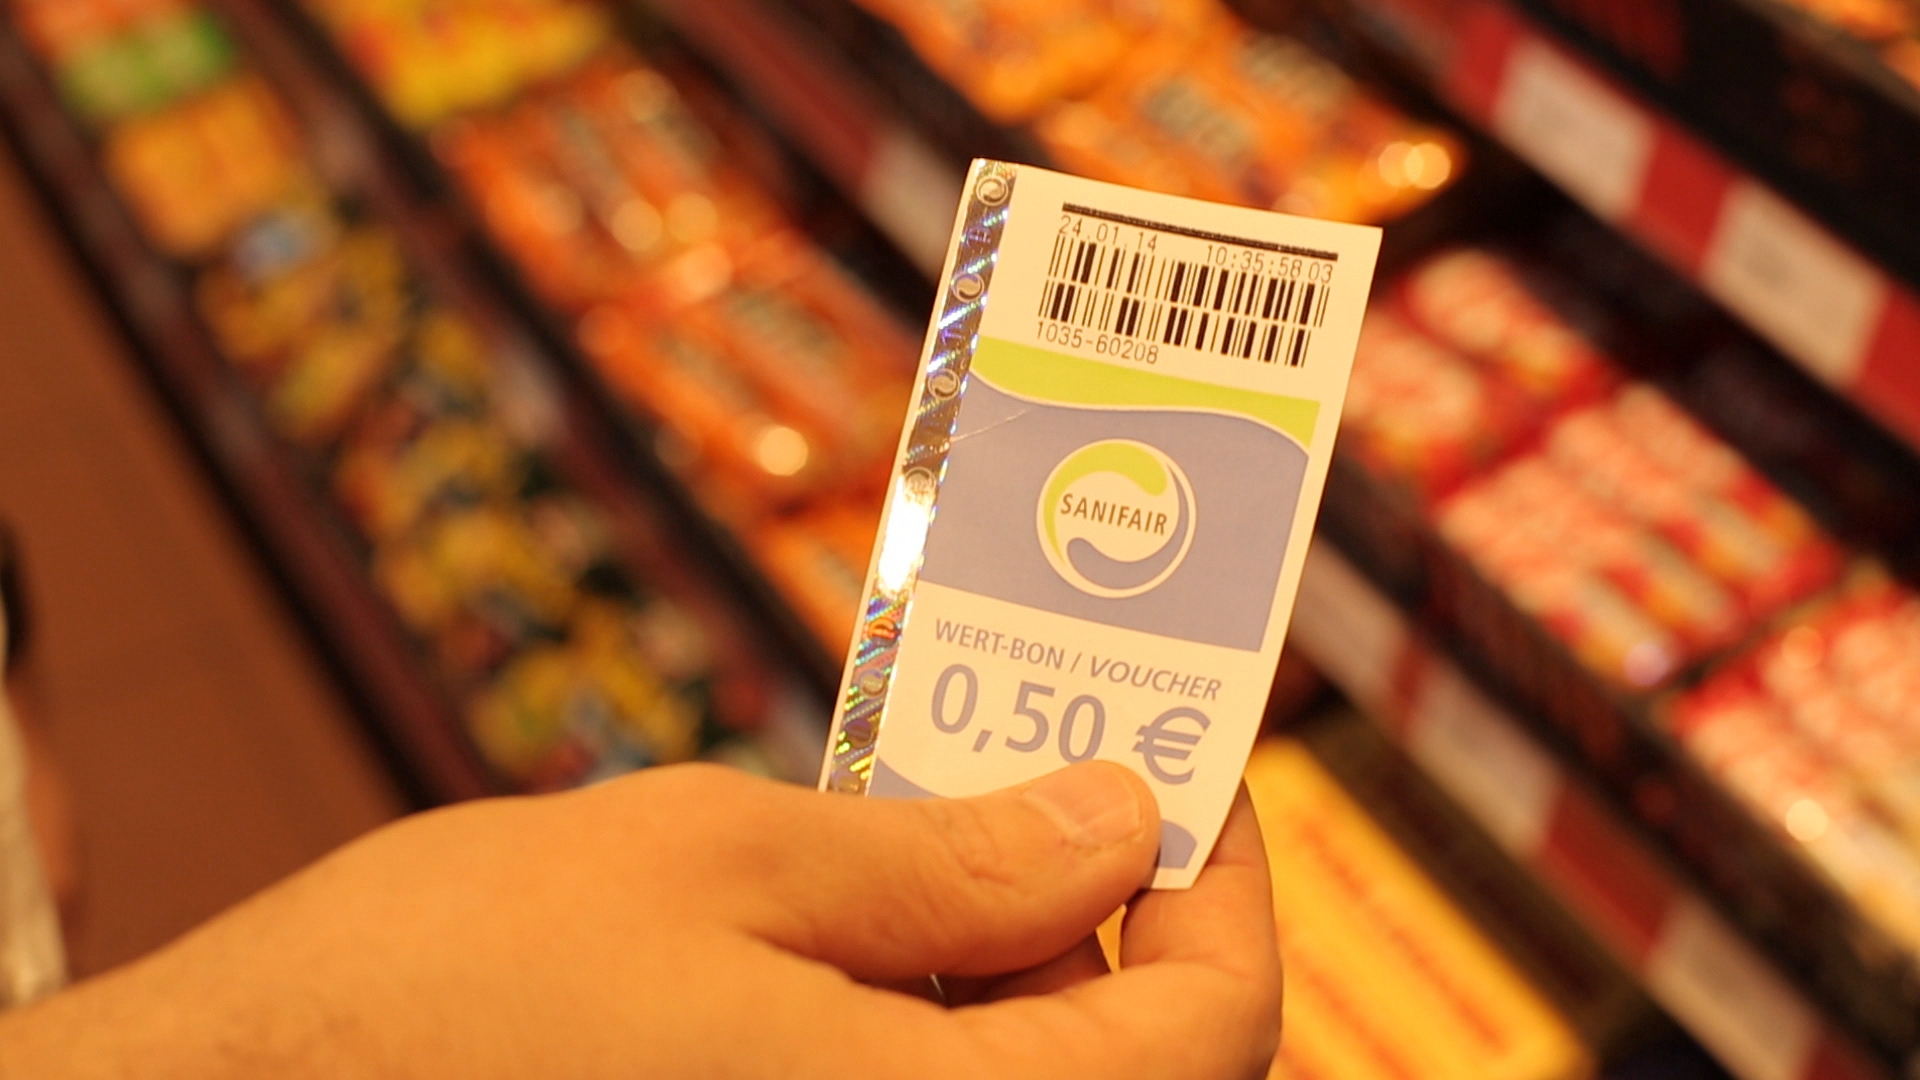 24.01.14 10:35:58 03
1035-60208
SANIFAIR
WERT-BON / VOUCHER
0,50 €